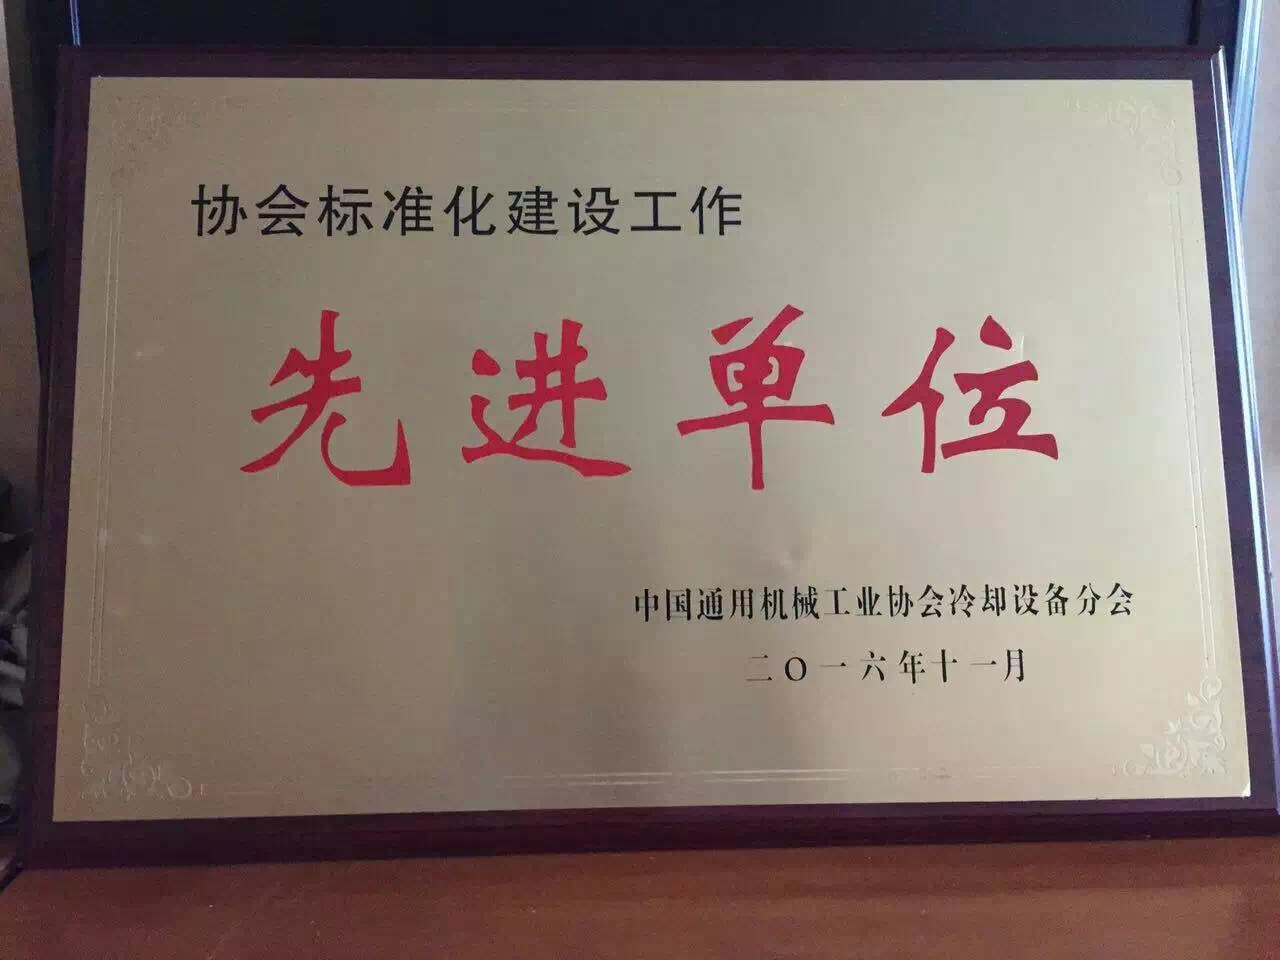 协会标准化建设工作
先进单位
中国通用机械工业协会冷却设备分会
二〇一六年十一月